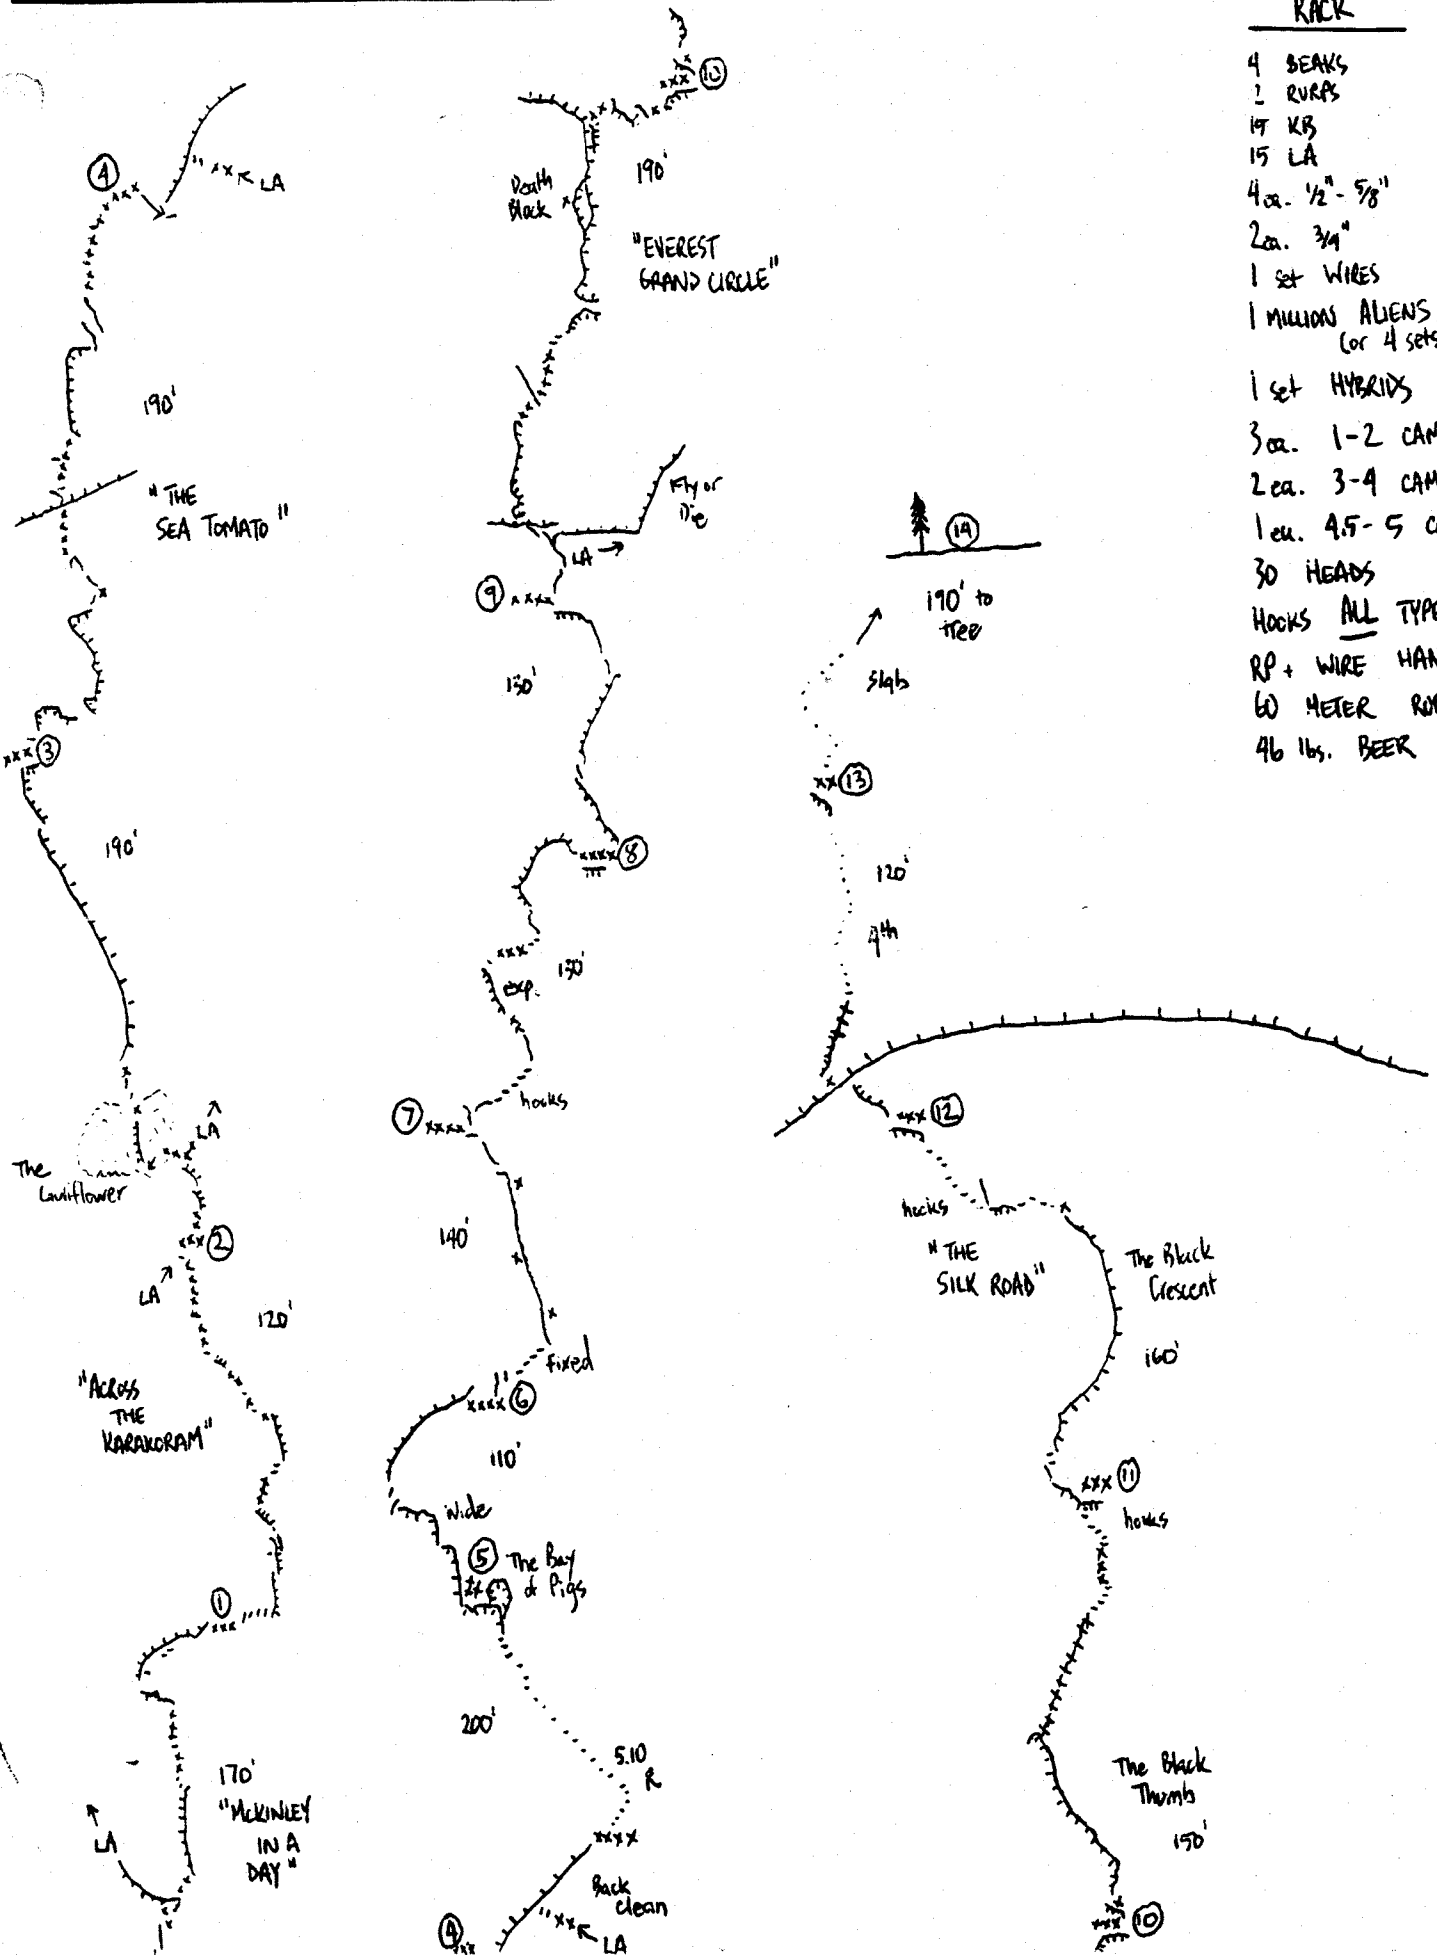 RACK
4 BEAKS
2 RURPS
15 KB
15 LA
4 ea. 1/2" - 5/8"
2 ea. 3/4"
1 set WIRES
1 MILLION ALIENS
(or 4 sets
1 set HYBRIDS
3 ea. 1-2 CAM
2 ea. 3-4 CAM
1 ea. 4.5-5 C
30 HEADS
HOOKS ALL TYPE
RP + WIRE HAN
60 METER RO
46 lbs. BEER
4
LA
190'
"THE
SEA TOMATO"
3
190'
LA
The
Cauliflower
2
LA
120'
"ACROSS
THE
KARAKORAM"
1
170'
"McKINLEY
IN A
DAY"
LA
10
190'
Death
Block
"EVEREST
GRAND CIRCLE"
Fly or
Die
LA
9
130'
8
130'
exp.
hooks
7
140'
fixed
6
110'
wide
5
The Bay
of Pigs
200'
5.10
R
Back
clean
LA
4
14
190' to
tree
slab
13
120'
4th
12
hooks
"THE
SILK ROAD"
The Black
Crescent
160'
11
hooks
The Black
Thumb
150'
10